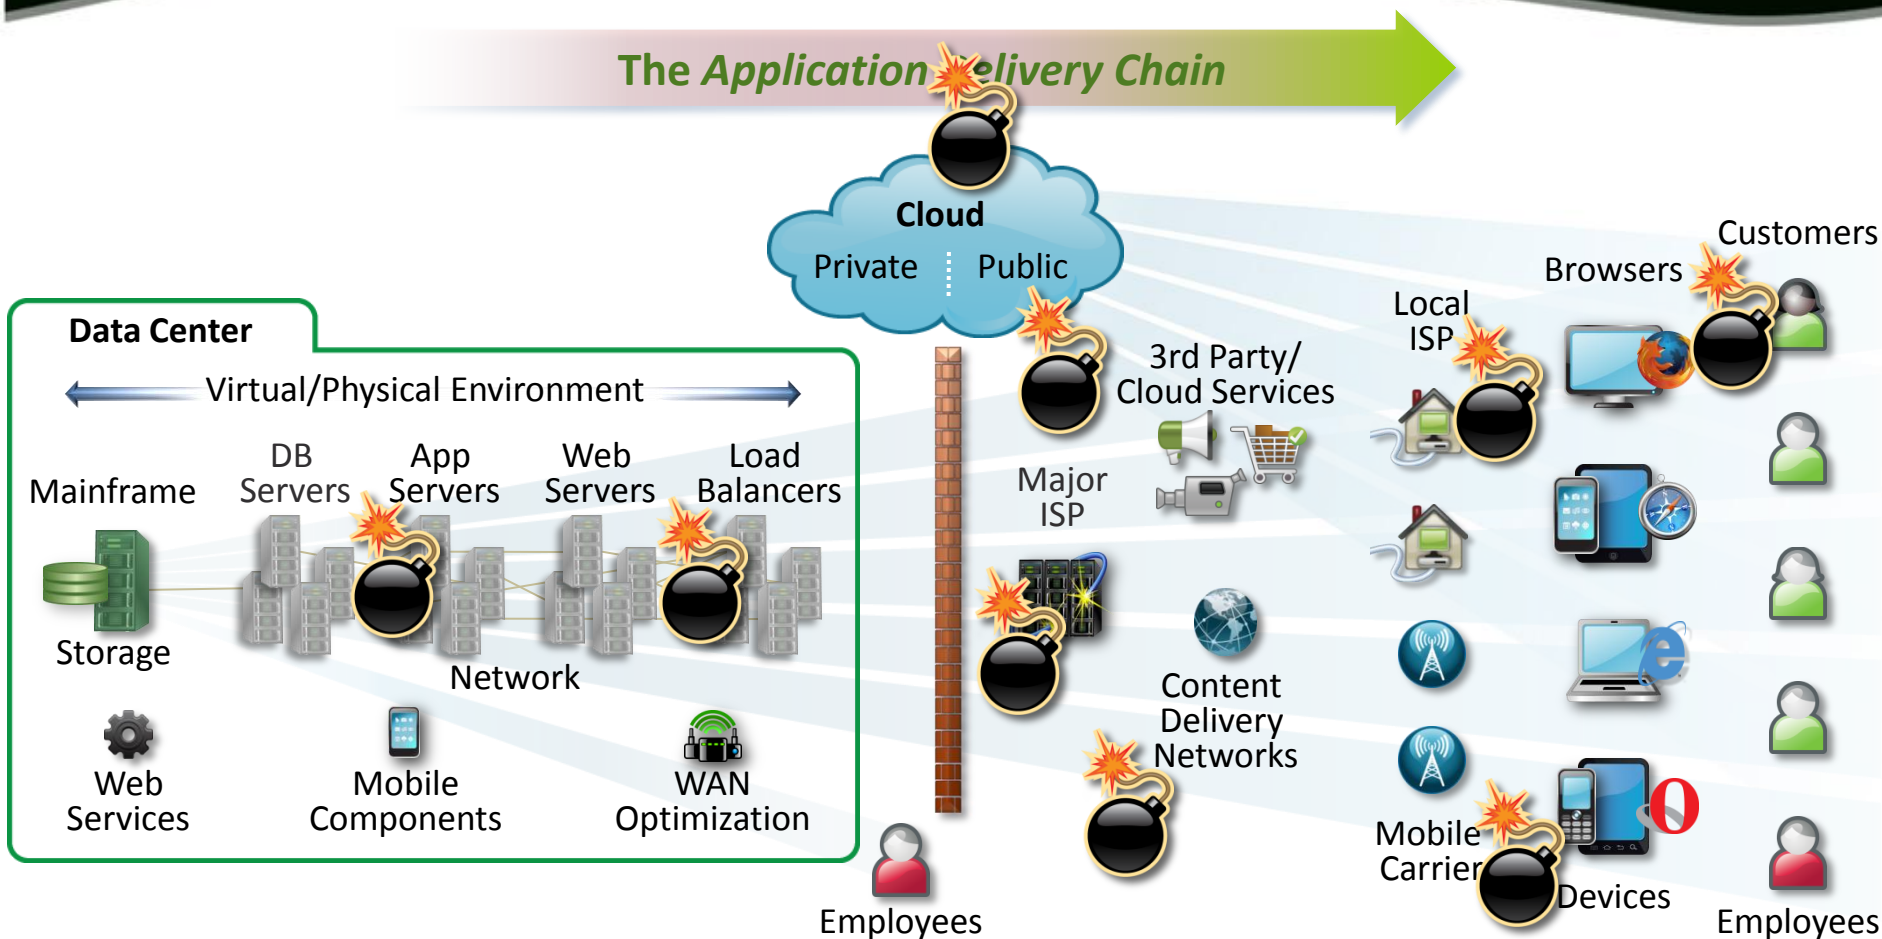 The Application Delivery Chain
Cloud
Private
Public
Customers
Browsers
Local
ISP
Data Center
Virtual/Physical Environment
3rd Party/
Cloud Services
Mainframe
DB
Servers
App
Servers
Web
Servers
Load
Balancers
Major
ISP
Storage
Network
Content
Delivery
Networks
Web
Services
Mobile
Components
WAN
Optimization
Mobile
Carrier
Devices
Employees
Employees